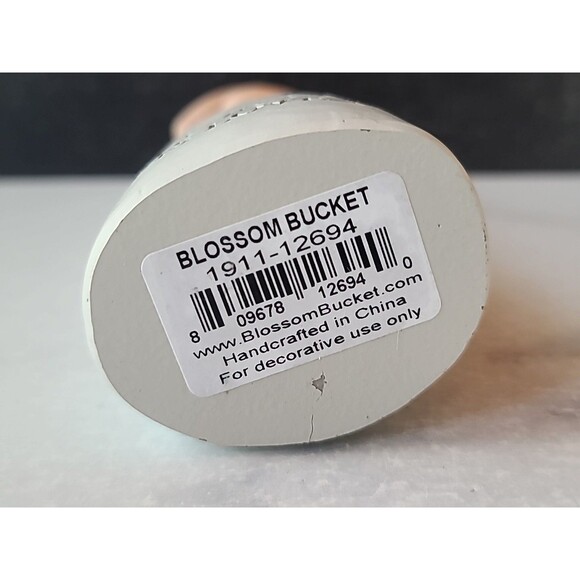 BLOSSOM BUCKET
1911-12694
8 09678 12694 0
www.BlossomBucket.com
Handcrafted in China
For decorative use only